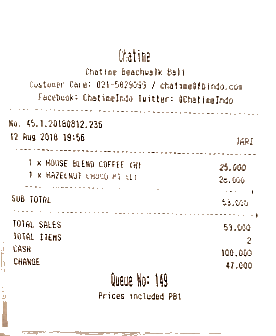 Chatime
Chatime Beachwalk Bali
Customer Care: 021-5829053 / chatime@fbindo.com
Facebook: ChatimeIndo Twitter: @ChatimeIndo
No. 45.1.20180812.236
12 Aug 2018 19:56 TARI
1 x HOUSE BLEND COFFEE (H) 25.000
1 x HAZELNUT CHOCO M 28.000
SUB TOTAL 53.000
TOTAL SALES 53.000
TOTAL ITEMS 2
CASH 100.000
CHANGE 47.000
Queue No: 149
Prices included PB1